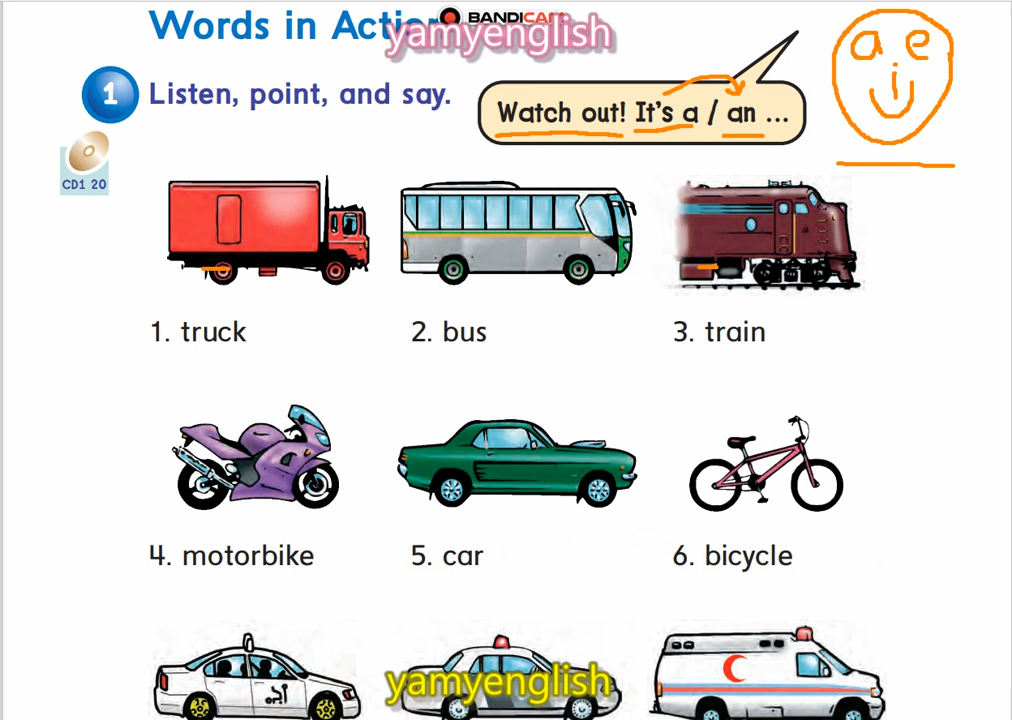 Words in Action
BANDICAM
yamyenglish
1 Listen, point, and say.
Watch out! It's a / an ...
a e
i
CD1 20
1. truck
2. bus
3. train
4. motorbike
5. car
6. bicycle
yamyenglish